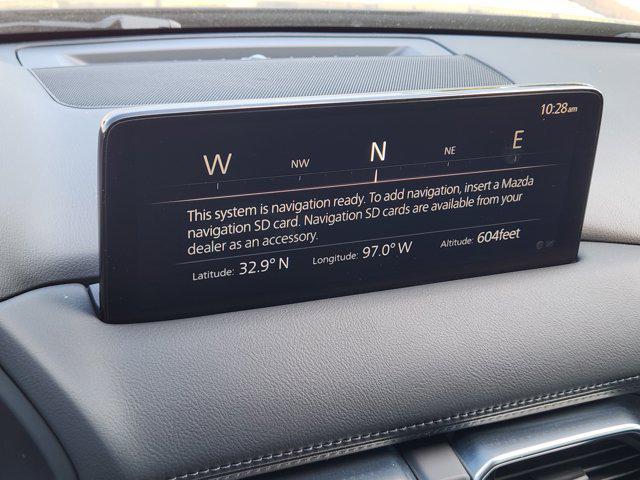 10:28am
W NW N NE E
This system is navigation ready. To add navigation, insert a Mazda
navigation SD card. Navigation SD cards are available from your
dealer as an accessory.
Latitude: 32.9° N Longitude: 97.0° W Altitude: 604feet